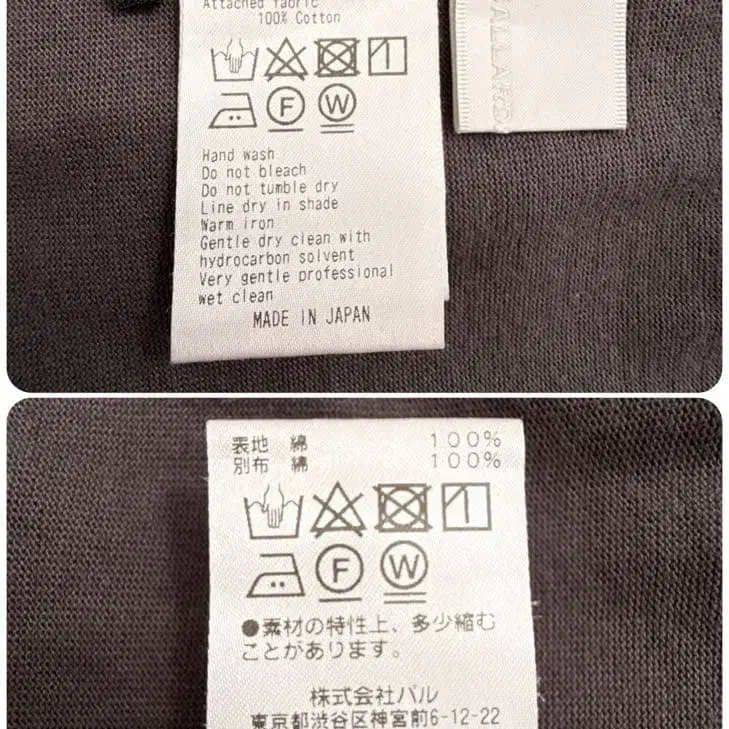 Attached fabric
100% Cotton
F W
Hand wash
Do not bleach
Do not tumble dry
Line dry in shade
Warm iron
Gentle dry clean with
hydrocarbon solvent
Very gentle professional
wet clean
MADE IN JAPAN
表地 綿 100%
別布 綿 100%
F W
●素材の特性上、多少縮む
ことがあります。
株式会社パル
東京都渋谷区神宮前6-12-22